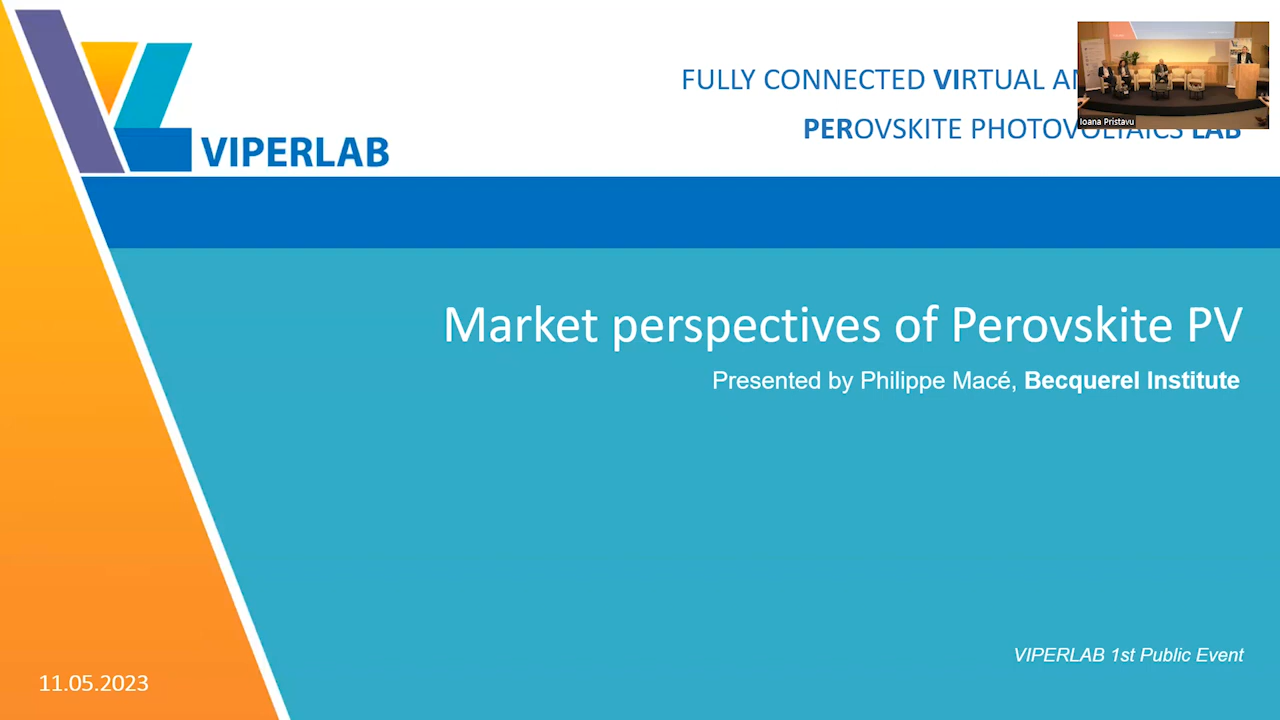 VIPERLAB
FULLY CONNECTED VIRTUAL AN
PEROVSKITE PHOTOVOLTAICS LAB
Ioana Pristavu
Market perspectives of Perovskite PV
Presented by Philippe Macé, Becquerel Institute
VIPERLAB 1st Public Event
11.05.2023